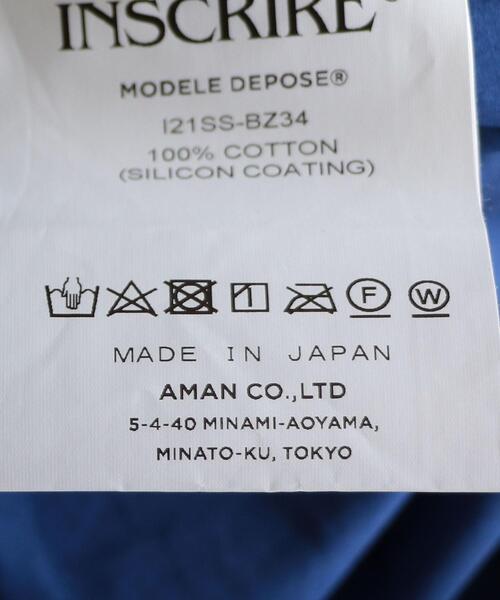 INSCRIRE®
MODELE DEPOSE®
I21SS-BZ34
100% COTTON
(SILICON COATING)
F W
MADE IN JAPAN
AMAN CO.,LTD
5-4-40 MINAMI-AOYAMA,
MINATO-KU, TOKYO